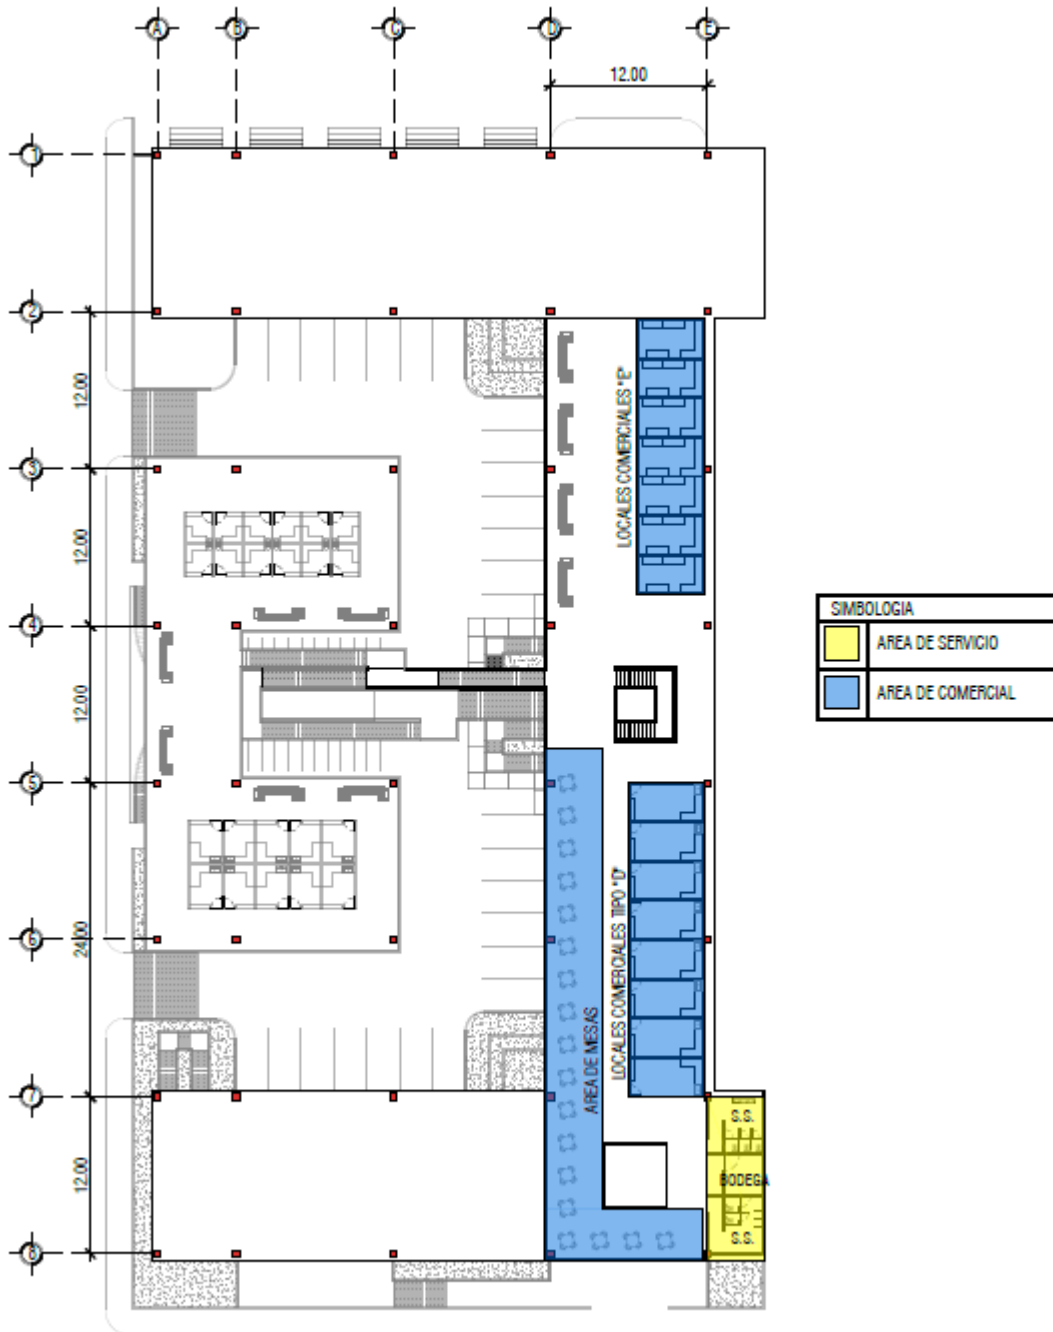 A B C D E
12.00
1
2
12.00
LOCALES COMERCIALES "E"
3
12.00
4
SIMBOLOGIA
AREA DE SERVICIO
AREA DE COMERCIAL
12.00
5
LOCALES COMERCIALES TIPO "D"
6
24.00
AREA DE MESAS
7
S.S.
12.00
BODEGA
S.S.
8